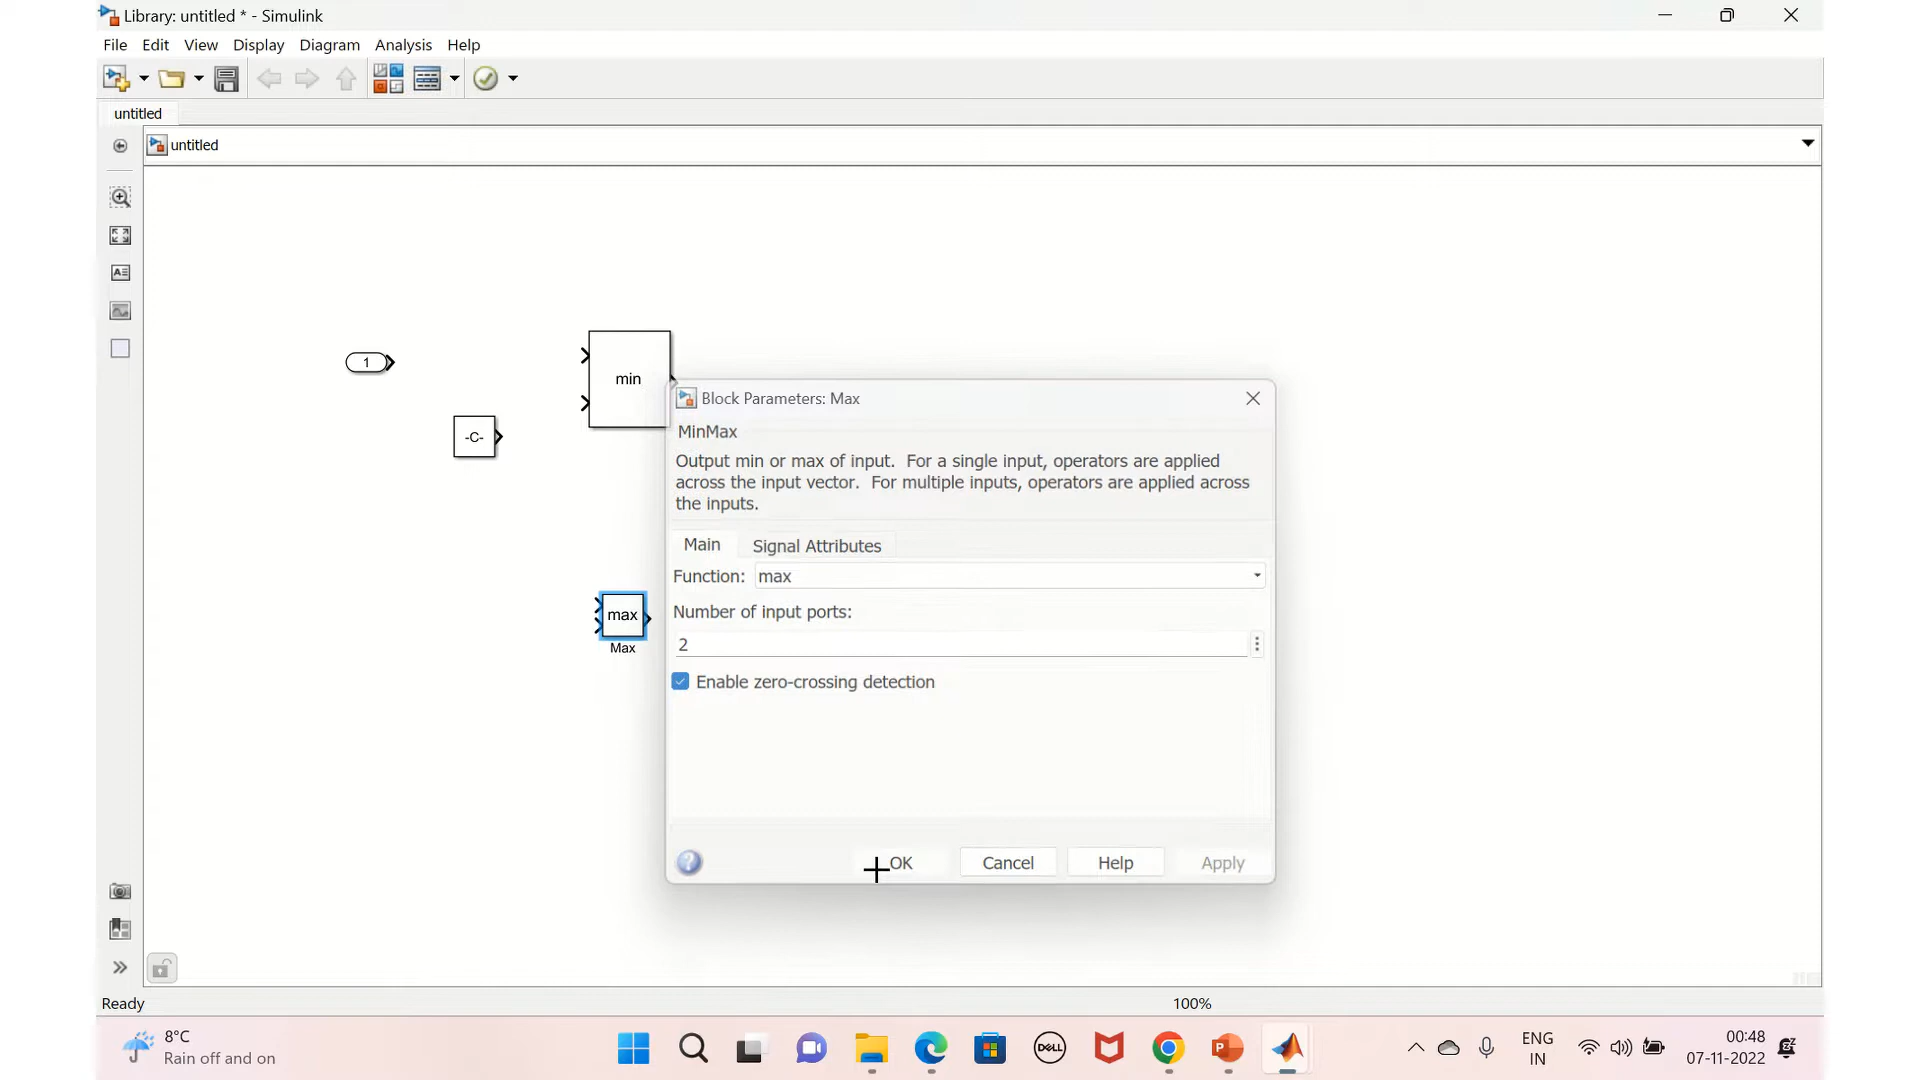 Library: untitled * - Simulink
File Edit View Display Diagram Analysis Help
untitled
untitled
1
min
-C-
max
Max
Block Parameters: Max
MinMax
Output min or max of input. For a single input, operators are applied
across the input vector. For multiple inputs, operators are applied across
the inputs.
Main Signal Attributes
Function: max
Number of input ports:
2
Enable zero-crossing detection
OK Cancel Help Apply
Ready 100%
8°C
Rain off and on
DELL
P
ENG
IN
00:48
07-11-2022